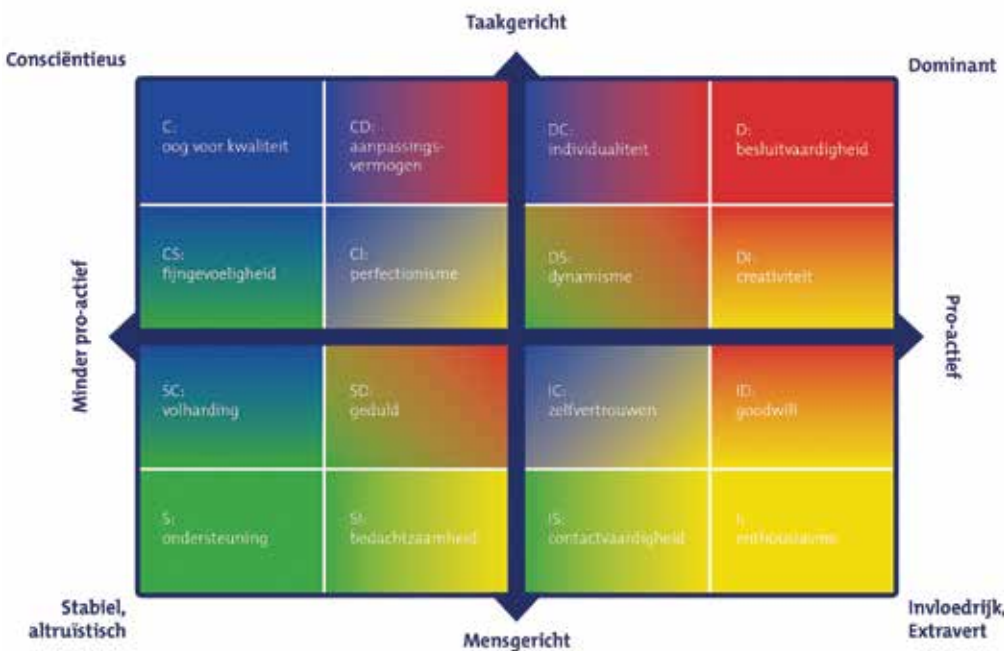 Taakgericht
Consciëntieus
Dominant
C:
oog voor kwaliteit
CD:
aanpassings-
vermogen
DC:
individualiteit
D:
besluitvaardigheid
CS:
fijngevoeligheid
CI:
perfectionisme
DS:
dynamisme
DI:
creativiteit
Minder pro-actief
Pro-actief
SC:
volharding
SD:
geduld
IC:
zelfvertrouwen
ID:
goodwill
S:
ondersteuning
SI:
bedachtzaamheid
IS:
contactvaardigheid
I:
enthousiasme
Stabiel,
altruïstisch
Mensgericht
Invloedrijk,
Extravert